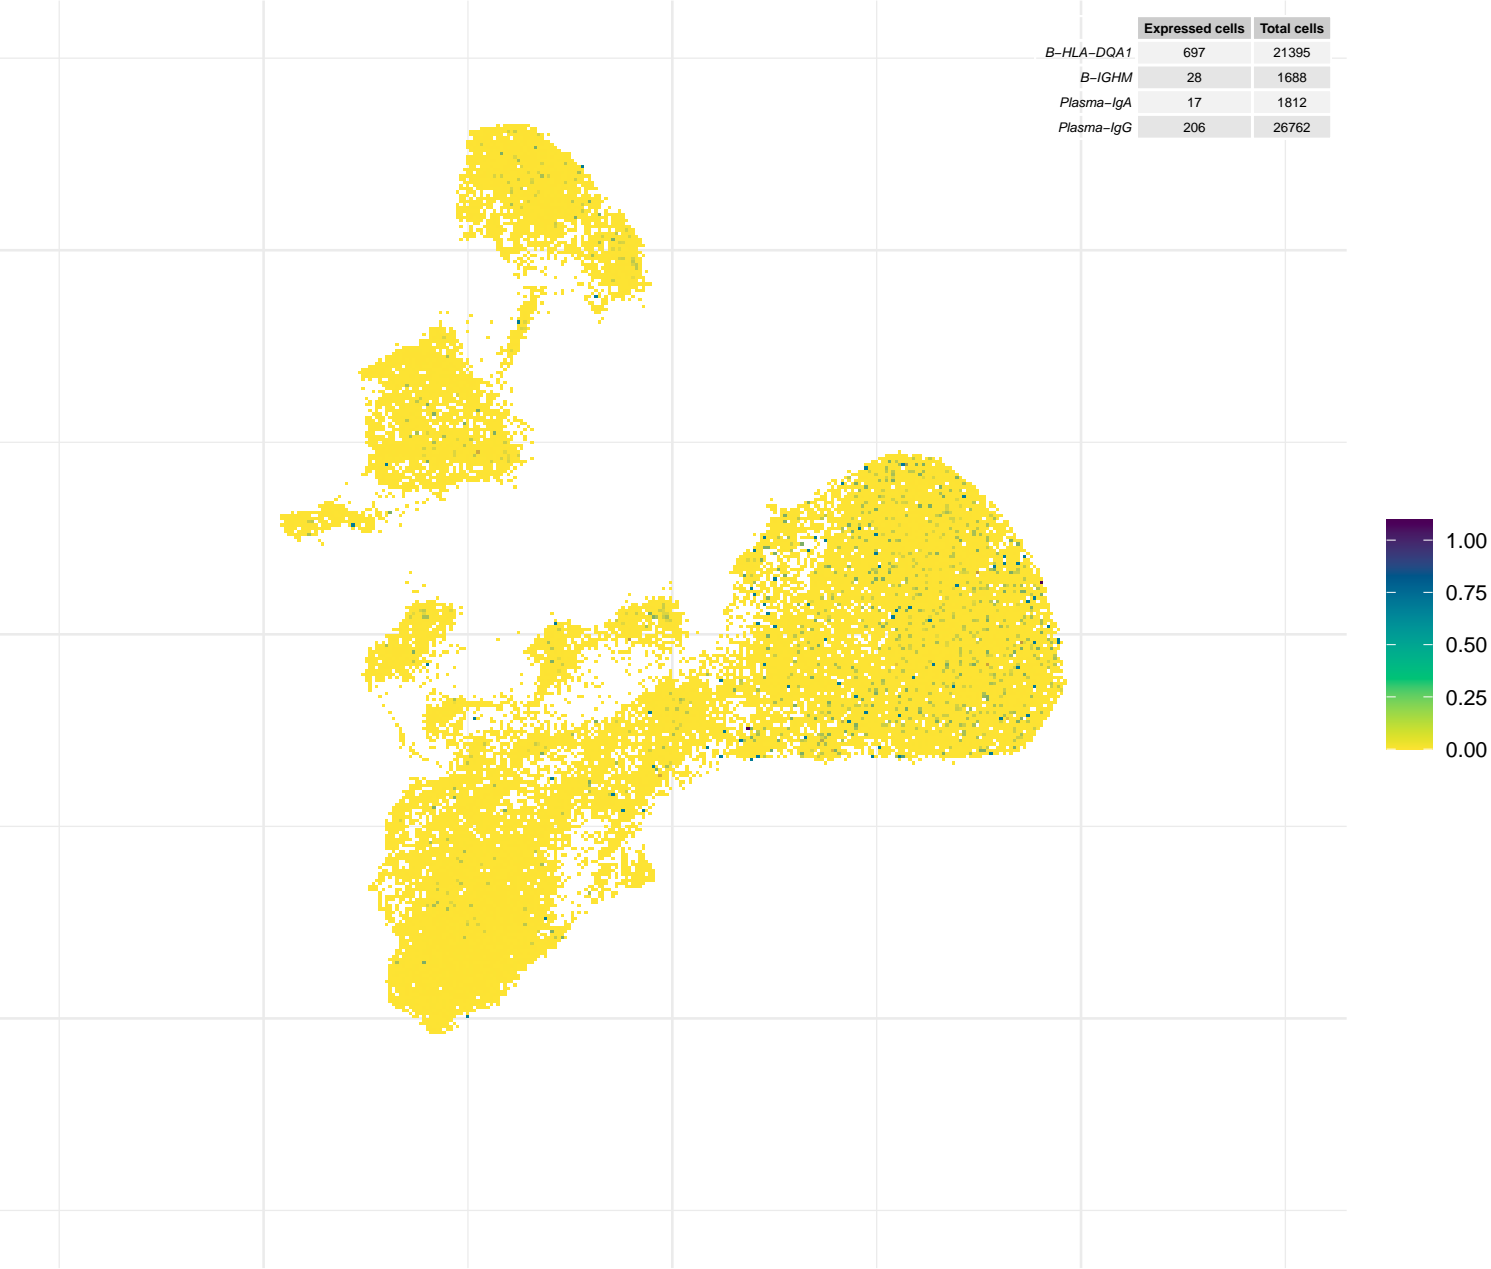 Expressed cells Total cells
B−HLA−DQA1 697 21395
B−IGHM 28 1688
Plasma−IgA 17 1812
Plasma−IgG 206 26762
1.00
0.75
0.50
0.25
0.00